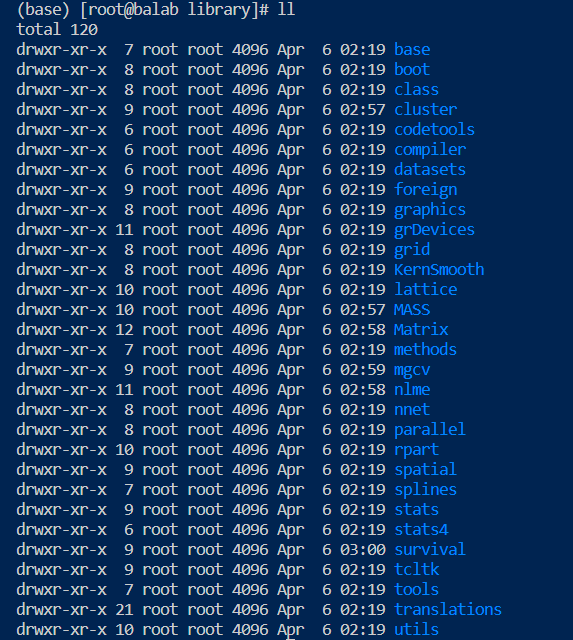 (base) [root@balab library]# ll
total 120
drwxr-xr-x  7 root root 4096 Apr  6 02:19 base
drwxr-xr-x  8 root root 4096 Apr  6 02:19 boot
drwxr-xr-x  8 root root 4096 Apr  6 02:19 class
drwxr-xr-x  9 root root 4096 Apr  6 02:57 cluster
drwxr-xr-x  6 root root 4096 Apr  6 02:19 codetools
drwxr-xr-x  6 root root 4096 Apr  6 02:19 compiler
drwxr-xr-x  6 root root 4096 Apr  6 02:19 datasets
drwxr-xr-x  9 root root 4096 Apr  6 02:19 foreign
drwxr-xr-x  8 root root 4096 Apr  6 02:19 graphics
drwxr-xr-x 11 root root 4096 Apr  6 02:19 grDevices
drwxr-xr-x  8 root root 4096 Apr  6 02:19 grid
drwxr-xr-x  8 root root 4096 Apr  6 02:19 KernSmooth
drwxr-xr-x 10 root root 4096 Apr  6 02:19 lattice
drwxr-xr-x 10 root root 4096 Apr  6 02:57 MASS
drwxr-xr-x 12 root root 4096 Apr  6 02:58 Matrix
drwxr-xr-x  7 root root 4096 Apr  6 02:19 methods
drwxr-xr-x  9 root root 4096 Apr  6 02:59 mgcv
drwxr-xr-x 11 root root 4096 Apr  6 02:58 nlme
drwxr-xr-x  8 root root 4096 Apr  6 02:19 nnet
drwxr-xr-x  8 root root 4096 Apr  6 02:19 parallel
drwxr-xr-x 10 root root 4096 Apr  6 02:19 rpart
drwxr-xr-x  9 root root 4096 Apr  6 02:19 spatial
drwxr-xr-x  7 root root 4096 Apr  6 02:19 splines
drwxr-xr-x  9 root root 4096 Apr  6 02:19 stats
drwxr-xr-x  6 root root 4096 Apr  6 02:19 stats4
drwxr-xr-x  9 root root 4096 Apr  6 03:00 survival
drwxr-xr-x  9 root root 4096 Apr  6 02:19 tcltk
drwxr-xr-x  7 root root 4096 Apr  6 02:19 tools
drwxr-xr-x 21 root root 4096 Apr  6 02:19 translations
drwxr-xr-x 10 root root 4096 Apr  6 02:19 utils